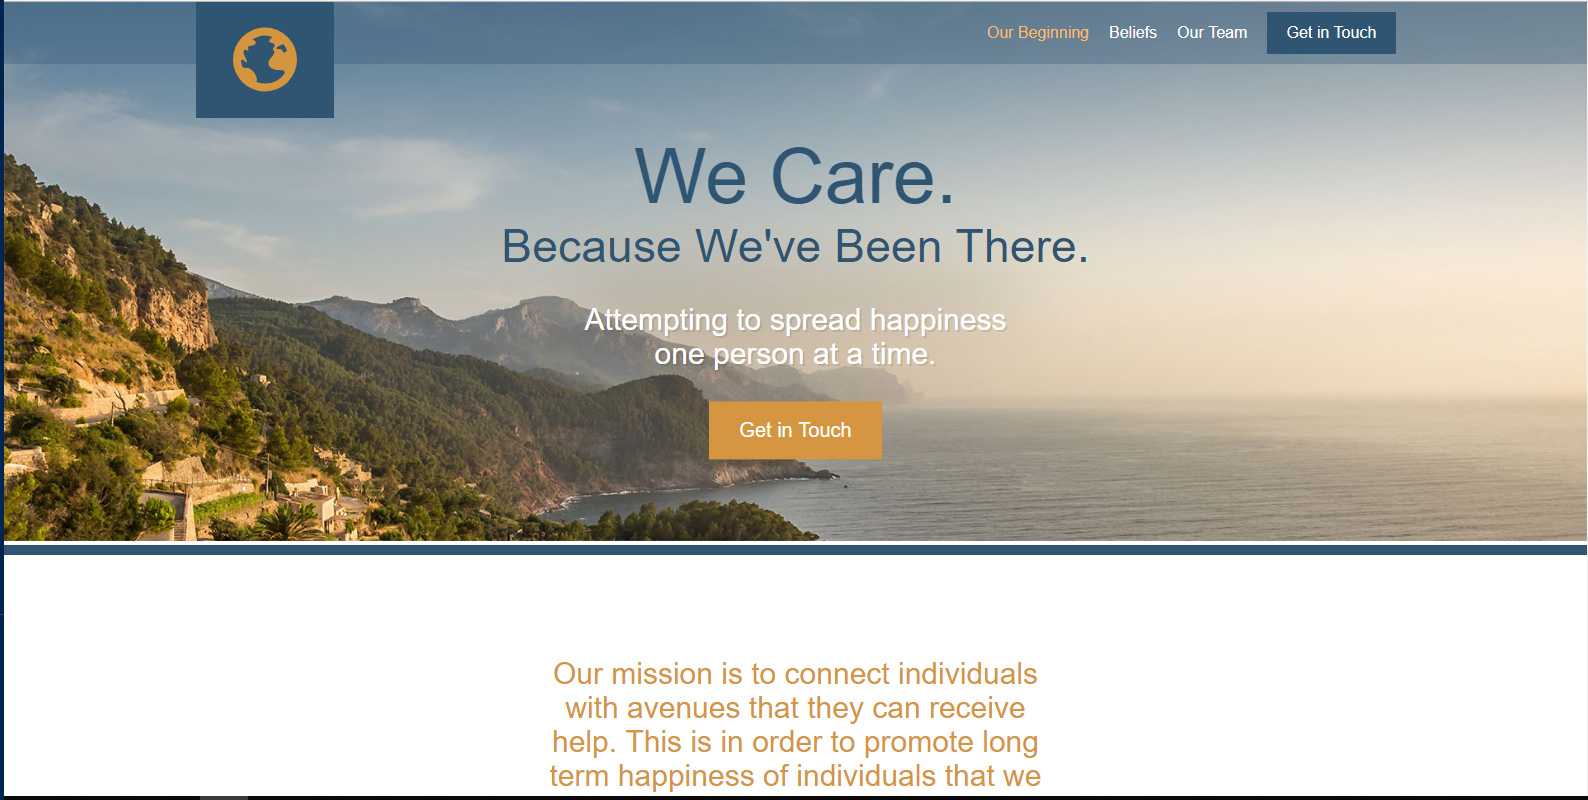 Our Beginning Beliefs Our Team Get in Touch
We Care.
Because We've Been There.
Attempting to spread happiness
one person at a time.
Get in Touch
Our mission is to connect individuals
with avenues that they can receive
help. This is in order to promote long
term happiness of individuals that we